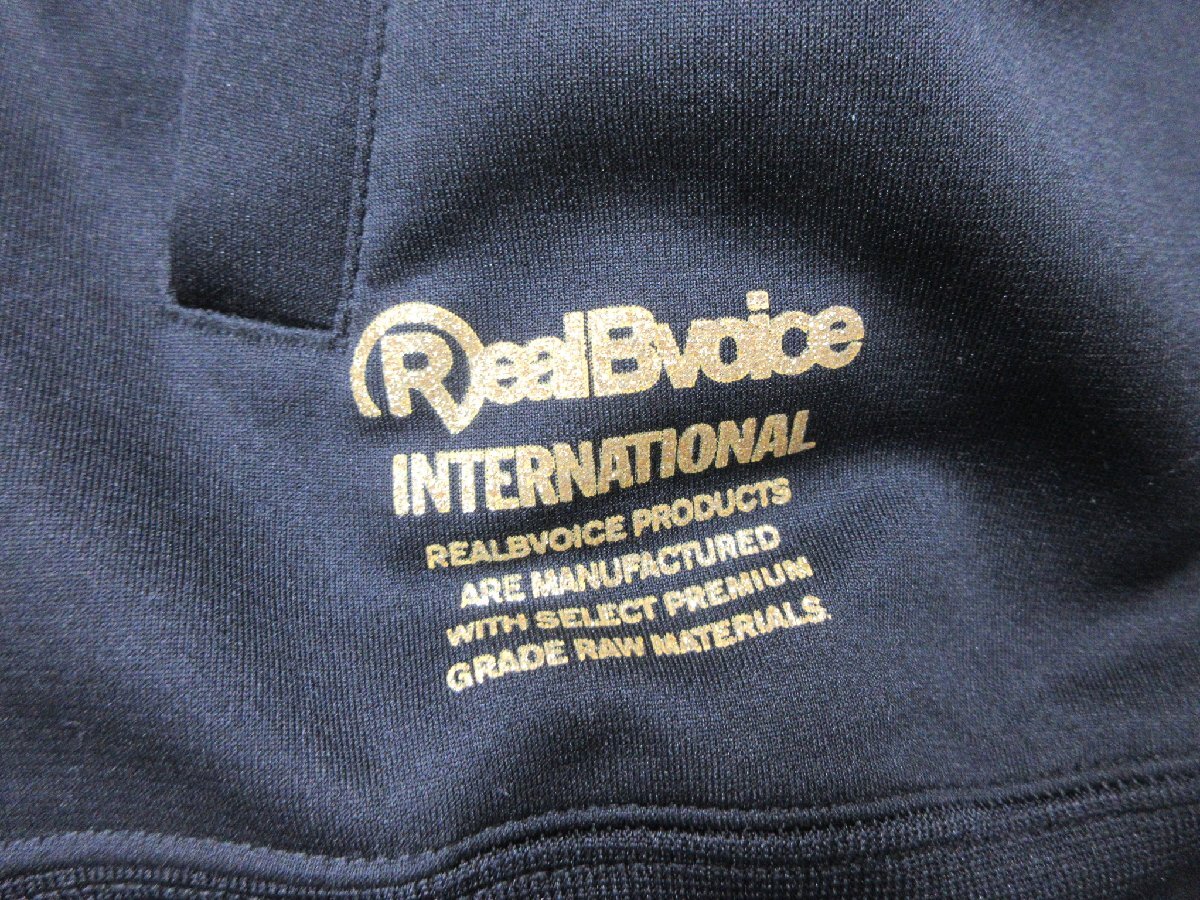 RealBvoice
INTERNATIONAL
REALBVOICE PRODUCTS
ARE MANUFACTURED
WITH SELECT PREMIUM
GRADE RAW MATERIALS.